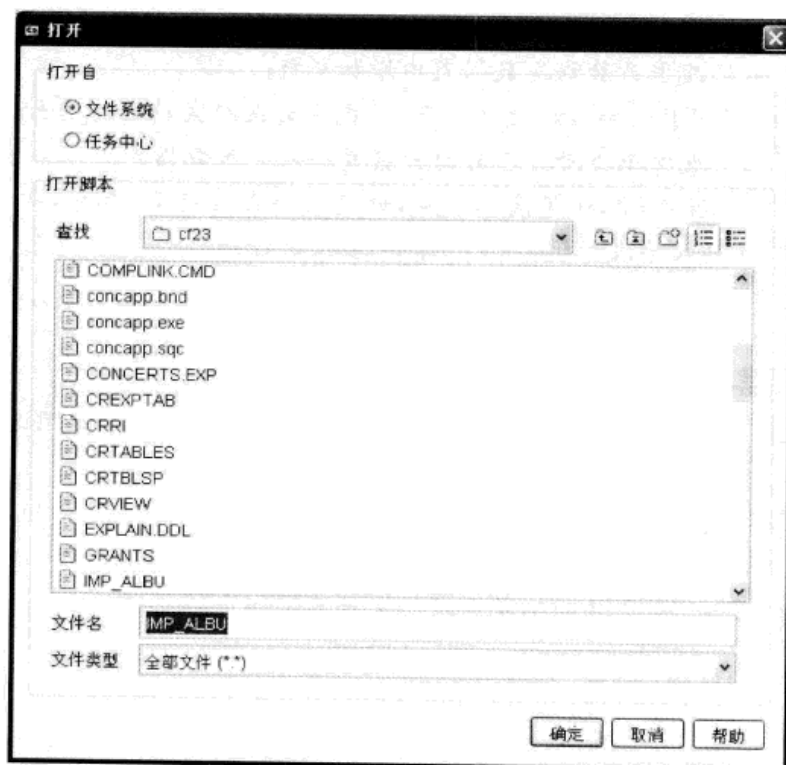 打开
打开自
文件系统
任务中心
打开脚本
查找 cf23
COMPLINK.CMD
concapp.bnd
concapp.exe
concapp.sqc
CONCERTS.EXP
CREXPTAB
CRRI
CRTABLES
CRTBLSP
CRVIEW
EXPLAIN.DDL
GRANTS
IMP_ALBU
文件名 IMP_ALBU
文件类型 全部文件 (*.*)
确定 取消 帮助